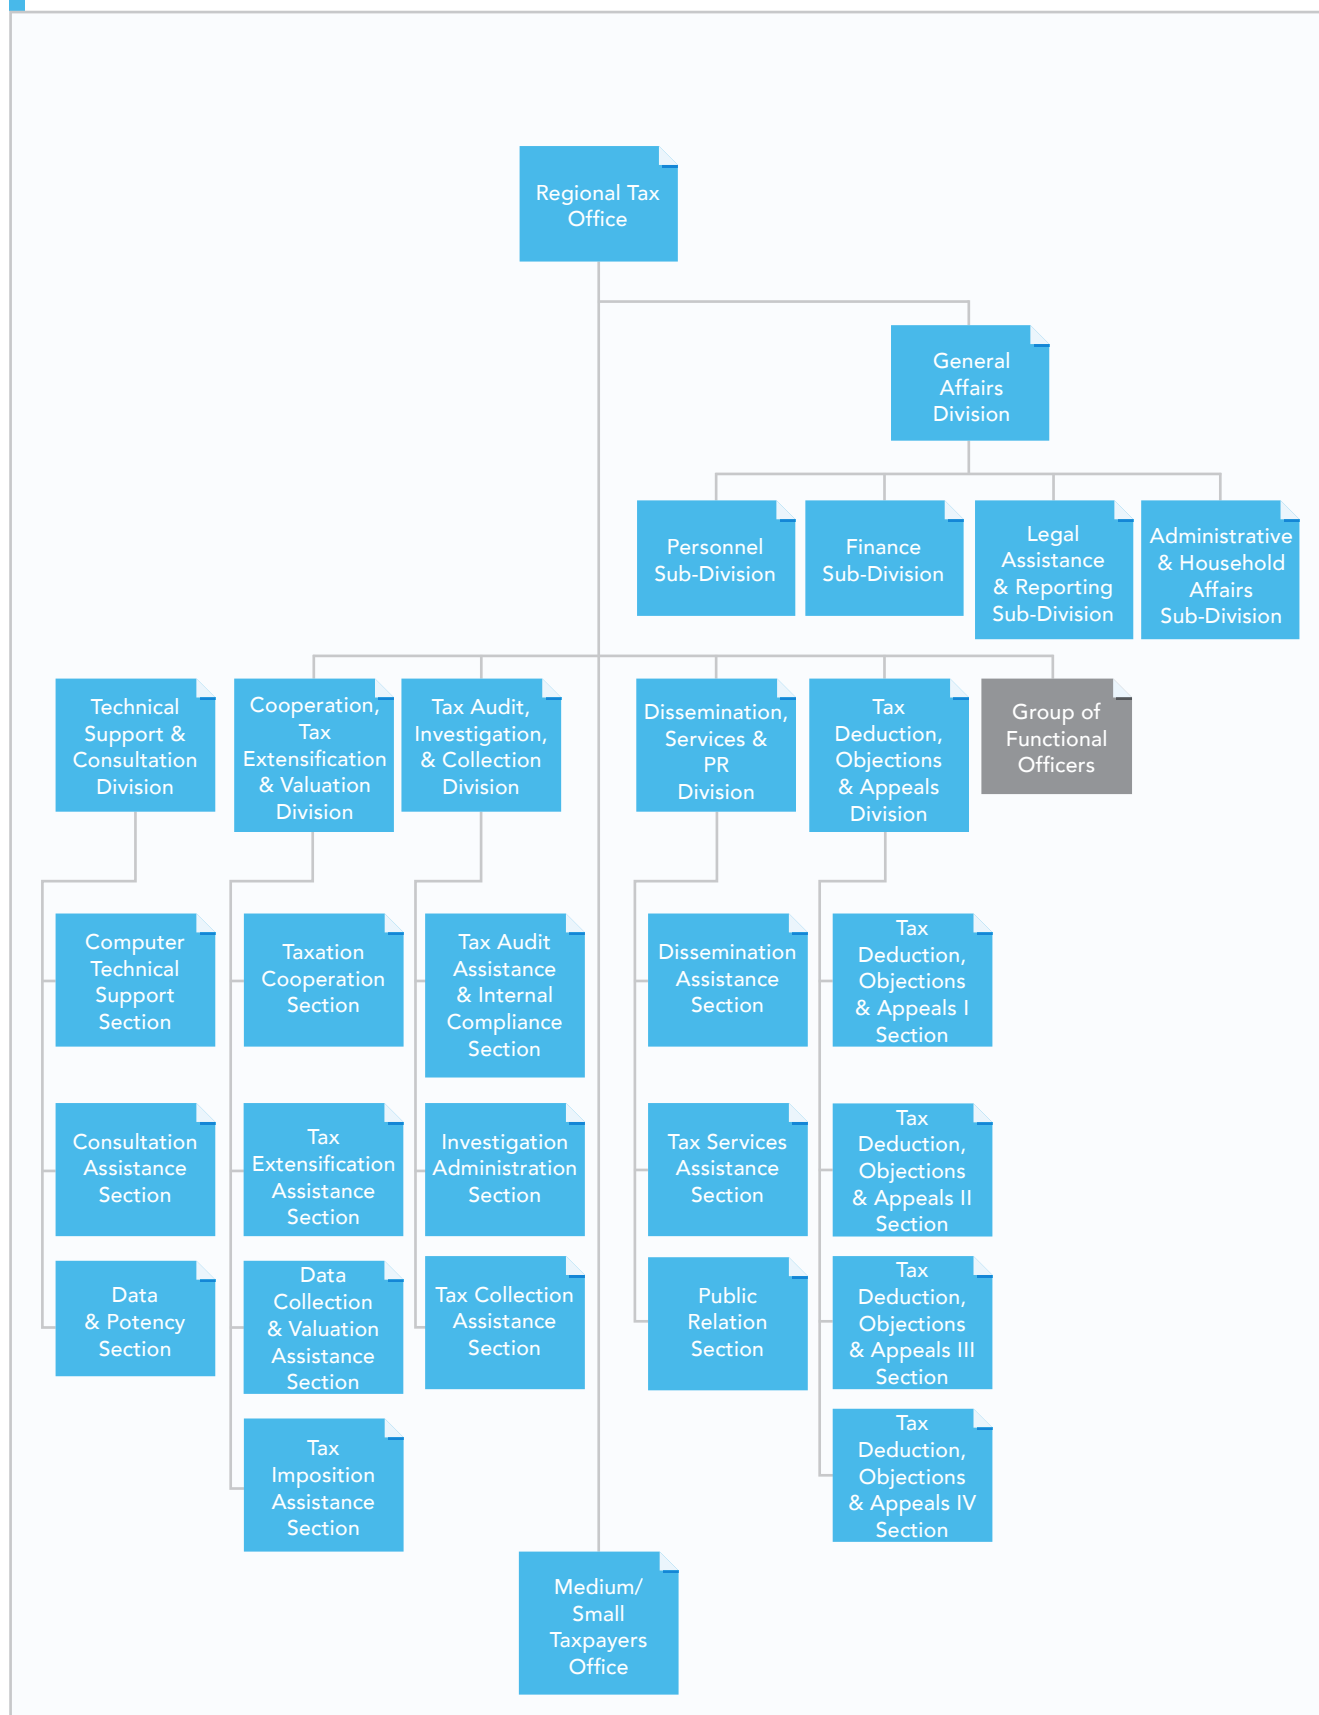 Regional Tax
Office
General
Affairs
Division
Personnel
Sub-Division
Finance
Sub-Division
Legal
Assistance
& Reporting
Sub-Division
Administrative
& Household
Affairs
Sub-Division
Technical
Support &
Consultation
Division
Cooperation,
Tax
Extensification
& Valuation
Division
Tax Audit,
Investigation,
& Collection
Division
Dissemination,
Services &
PR
Division
Tax
Deduction,
Objections
& Appeals
Division
Group of
Functional
Officers
Computer
Technical
Support
Section
Taxation
Cooperation
Section
Tax Audit
Assistance
& Internal
Compliance
Section
Dissemination
Assistance
Section
Tax
Deduction,
Objections
& Appeals I
Section
Consultation
Assistance
Section
Tax
Extensification
Assistance
Section
Investigation
Administration
Section
Tax Services
Assistance
Section
Tax
Deduction,
Objections
& Appeals II
Section
Data
& Potency
Section
Data
Collection
& Valuation
Assistance
Section
Tax Collection
Assistance
Section
Public
Relation
Section
Tax
Deduction,
Objections
& Appeals III
Section
Tax
Imposition
Assistance
Section
Tax
Deduction,
Objections
& Appeals IV
Section
Medium/
Small
Taxpayers
Office